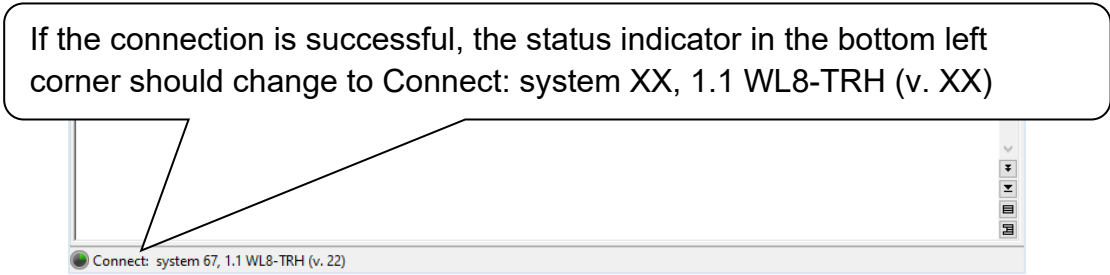 If the connection is successful, the status indicator in the bottom left
corner should change to Connect: system XX, 1.1 WL8-TRH (v. XX)
Connect: system 67, 1.1 WL8-TRH (v. 22)